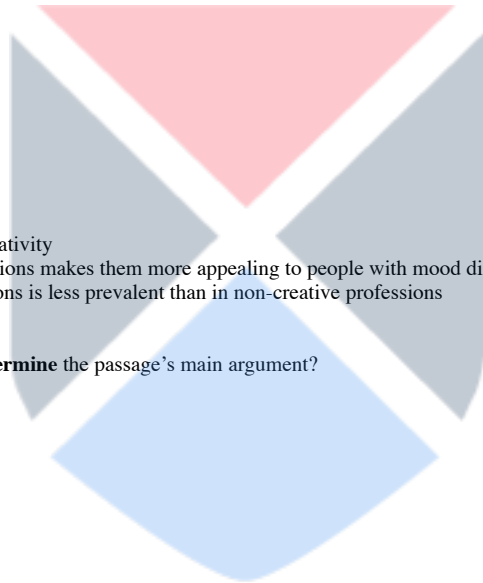 ativity
ions makes them more appealing to people with mood di
ons is less prevalent than in non-creative professions
ermine the passage’s main argument?